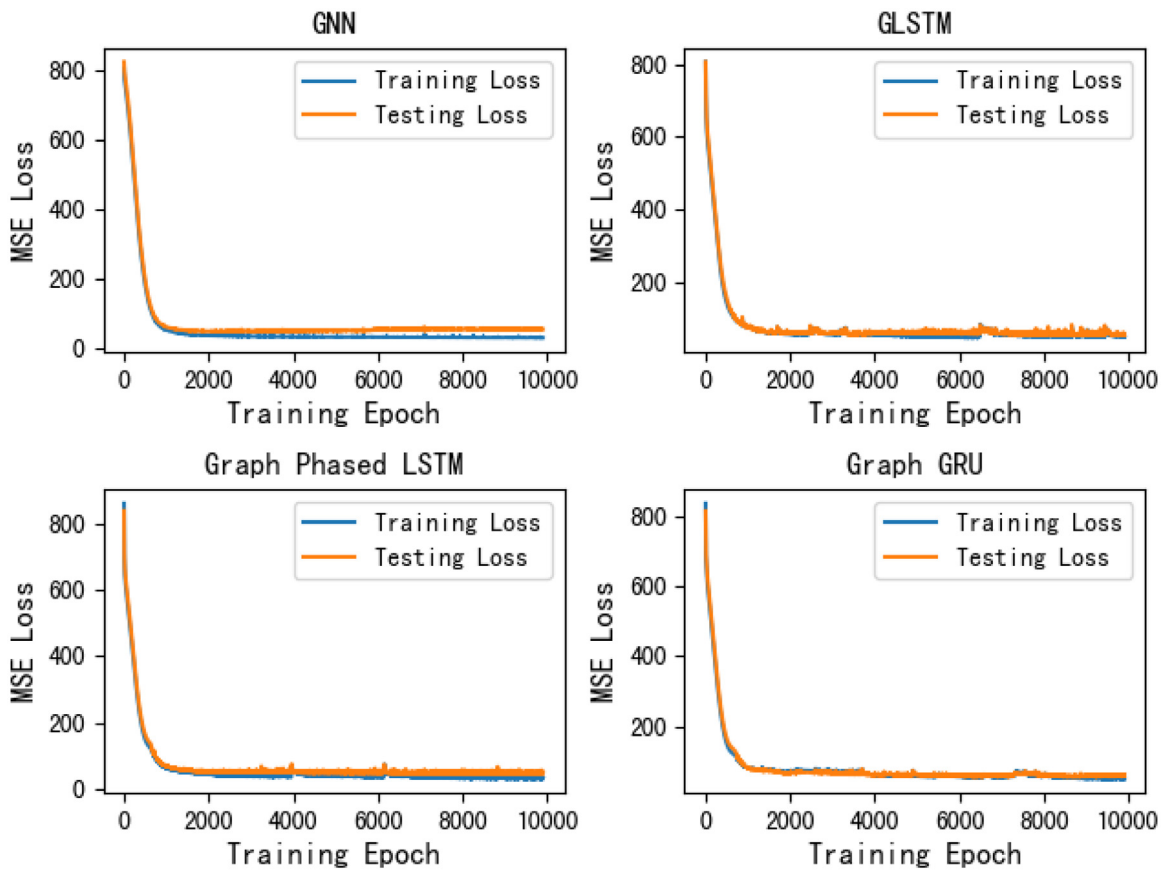 GNN
800
600
400
200
0
MSE Loss
Training Loss
Testing Loss
0 2000 4000 6000 8000 10000
Training Epoch
GLSTM
800
600
400
200
MSE Loss
Training Loss
Testing Loss
0 2000 4000 6000 8000 10000
Training Epoch
Graph Phased LSTM
800
600
400
200
0
MSE Loss
Training Loss
Testing Loss
0 2000 4000 6000 8000 10000
Training Epoch
Graph GRU
800
600
400
200
MSE Loss
Training Loss
Testing Loss
0 2000 4000 6000 8000 10000
Training Epoch